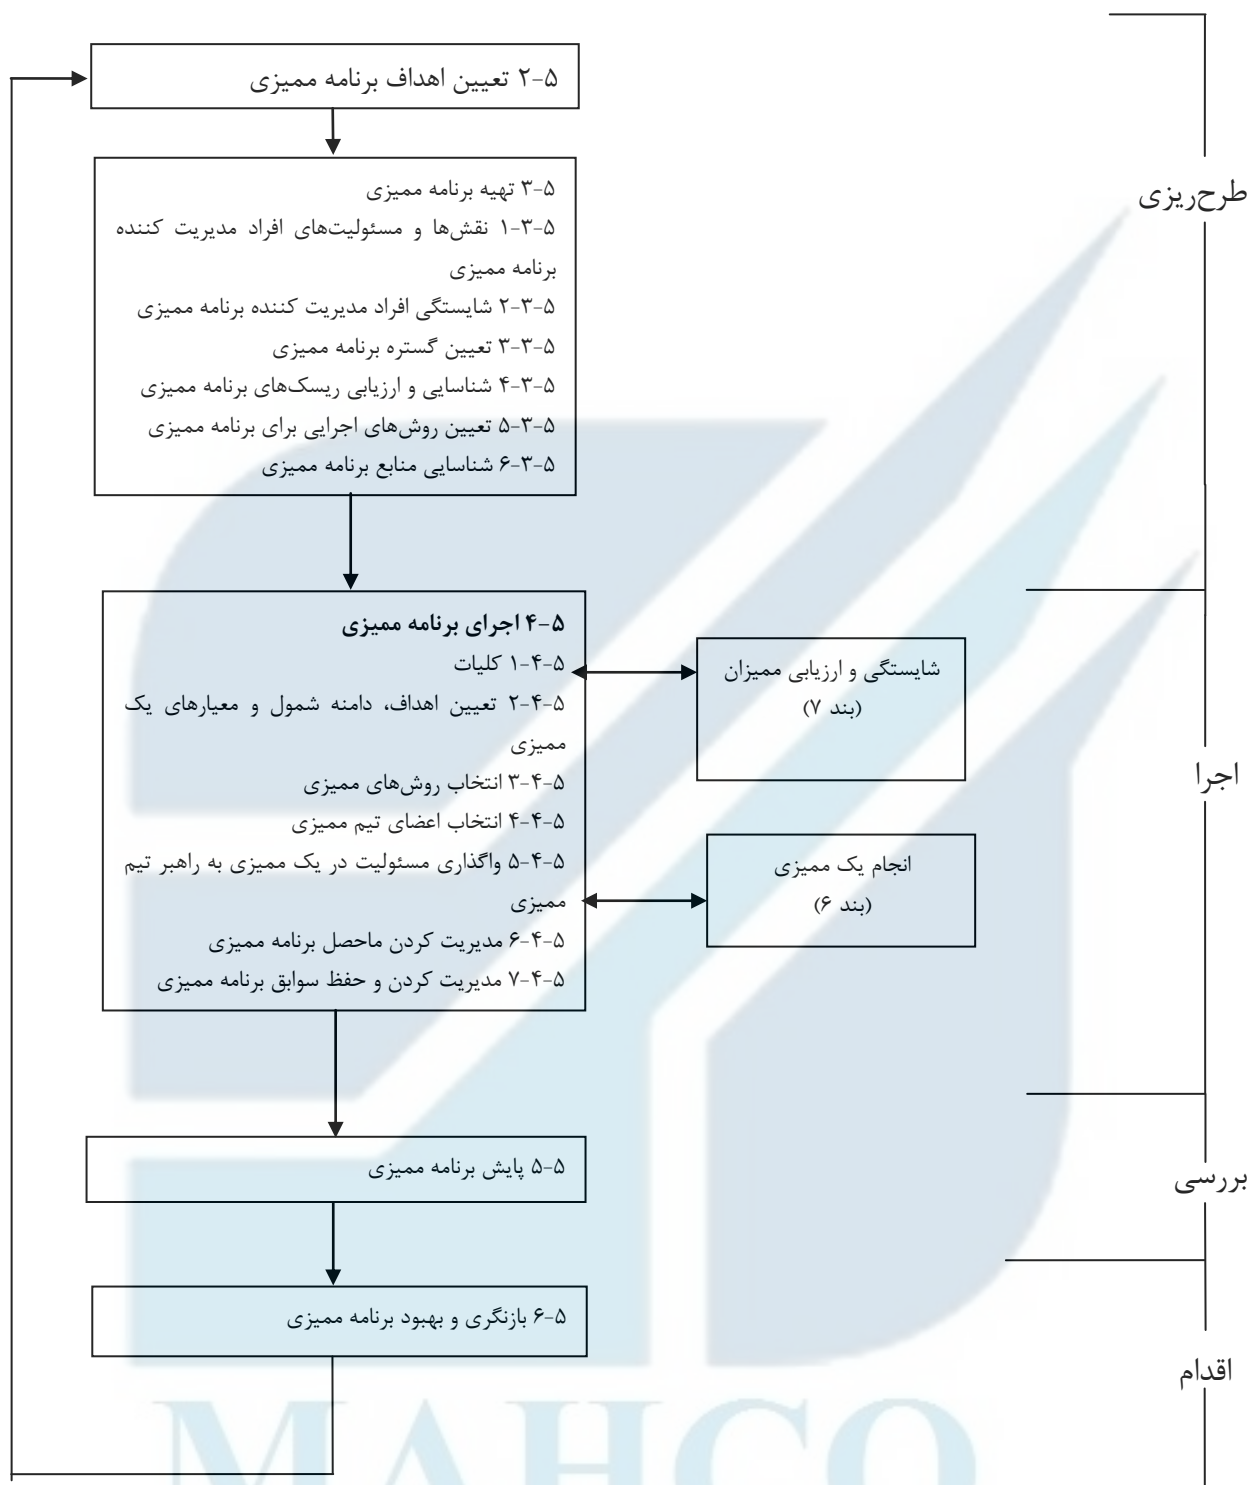 ۲-۵ تعیین اهداف برنامه ممیزی
۳-۵ تهیه برنامه ممیزی
۱-۳-۵ نقش‌ها و مسئولیت‌های افراد مدیریت کننده
برنامه ممیزی
۲-۳-۵ شایستگی افراد مدیریت کننده برنامه ممیزی
۳-۳-۵ تعیین گستره برنامه ممیزی
۴-۳-۵ شناسایی و ارزیابی ریسک‌های برنامه ممیزی
۵-۳-۵ تعیین روش‌های اجرایی برای برنامه ممیزی
۶-۳-۵ شناسایی منابع برنامه ممیزی
طرح‌ریزی
۴-۵ اجرای برنامه ممیزی
۱-۴-۵ کلیات
۲-۴-۵ تعیین اهداف، دامنه شمول و معیارهای یک
ممیزی
۳-۴-۵ انتخاب روش‌های ممیزی
۴-۴-۵ انتخاب اعضای تیم ممیزی
۵-۴-۵ واگذاری مسئولیت در یک ممیزی به راهبر تیم
ممیزی
۶-۴-۵ مدیریت کردن ماحصل برنامه ممیزی
۷-۴-۵ مدیریت کردن و حفظ سوابق برنامه ممیزی
شایستگی و ارزیابی ممیزان
(بند ۷)
انجام یک ممیزی
(بند ۶)
اجرا
۵-۵ پایش برنامه ممیزی
بررسی
۶-۵ بازنگری و بهبود برنامه ممیزی
اقدام
MAHCO